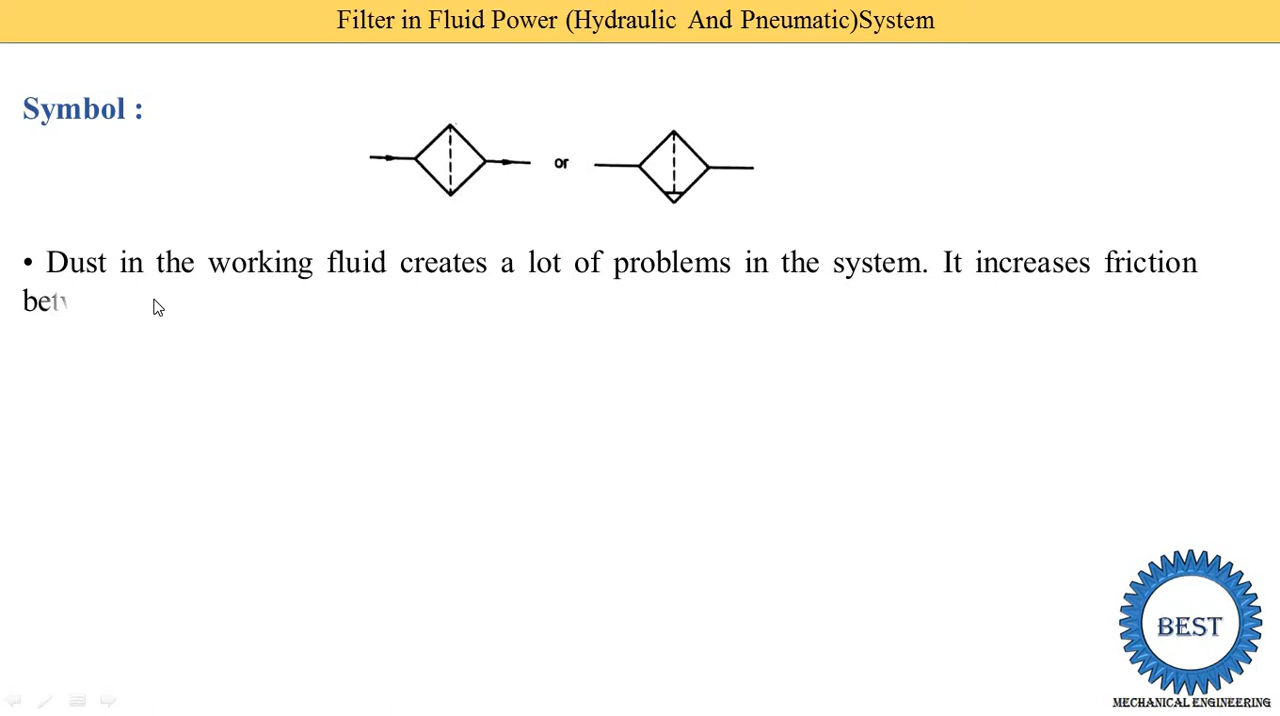 Filter in Fluid Power (Hydraulic And Pneumatic)System
Symbol :
or
• Dust in the working fluid creates a lot of problems in the system. It increases friction
BEST
MECHANICAL ENGINEERING